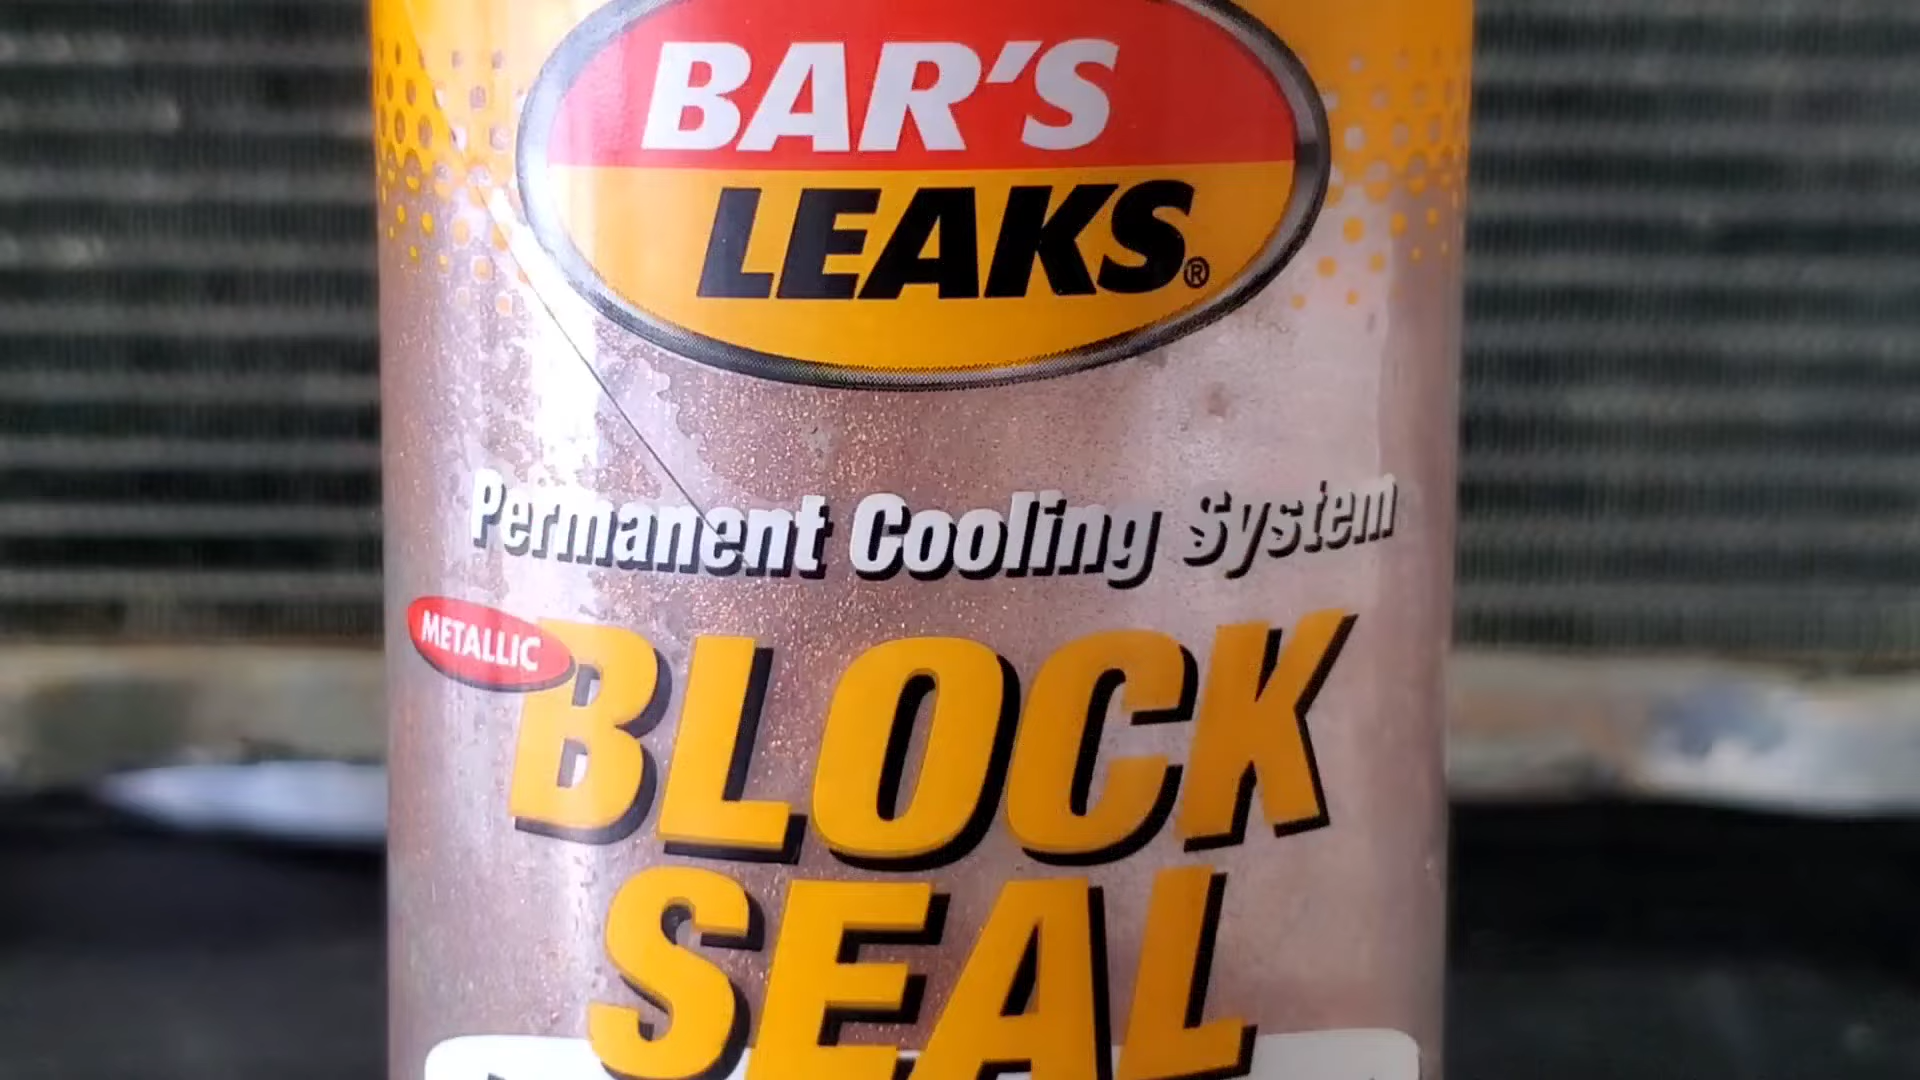 BAR'S
LEAKS®
Permanent Cooling System
METALLIC
BLOCK
SEAL